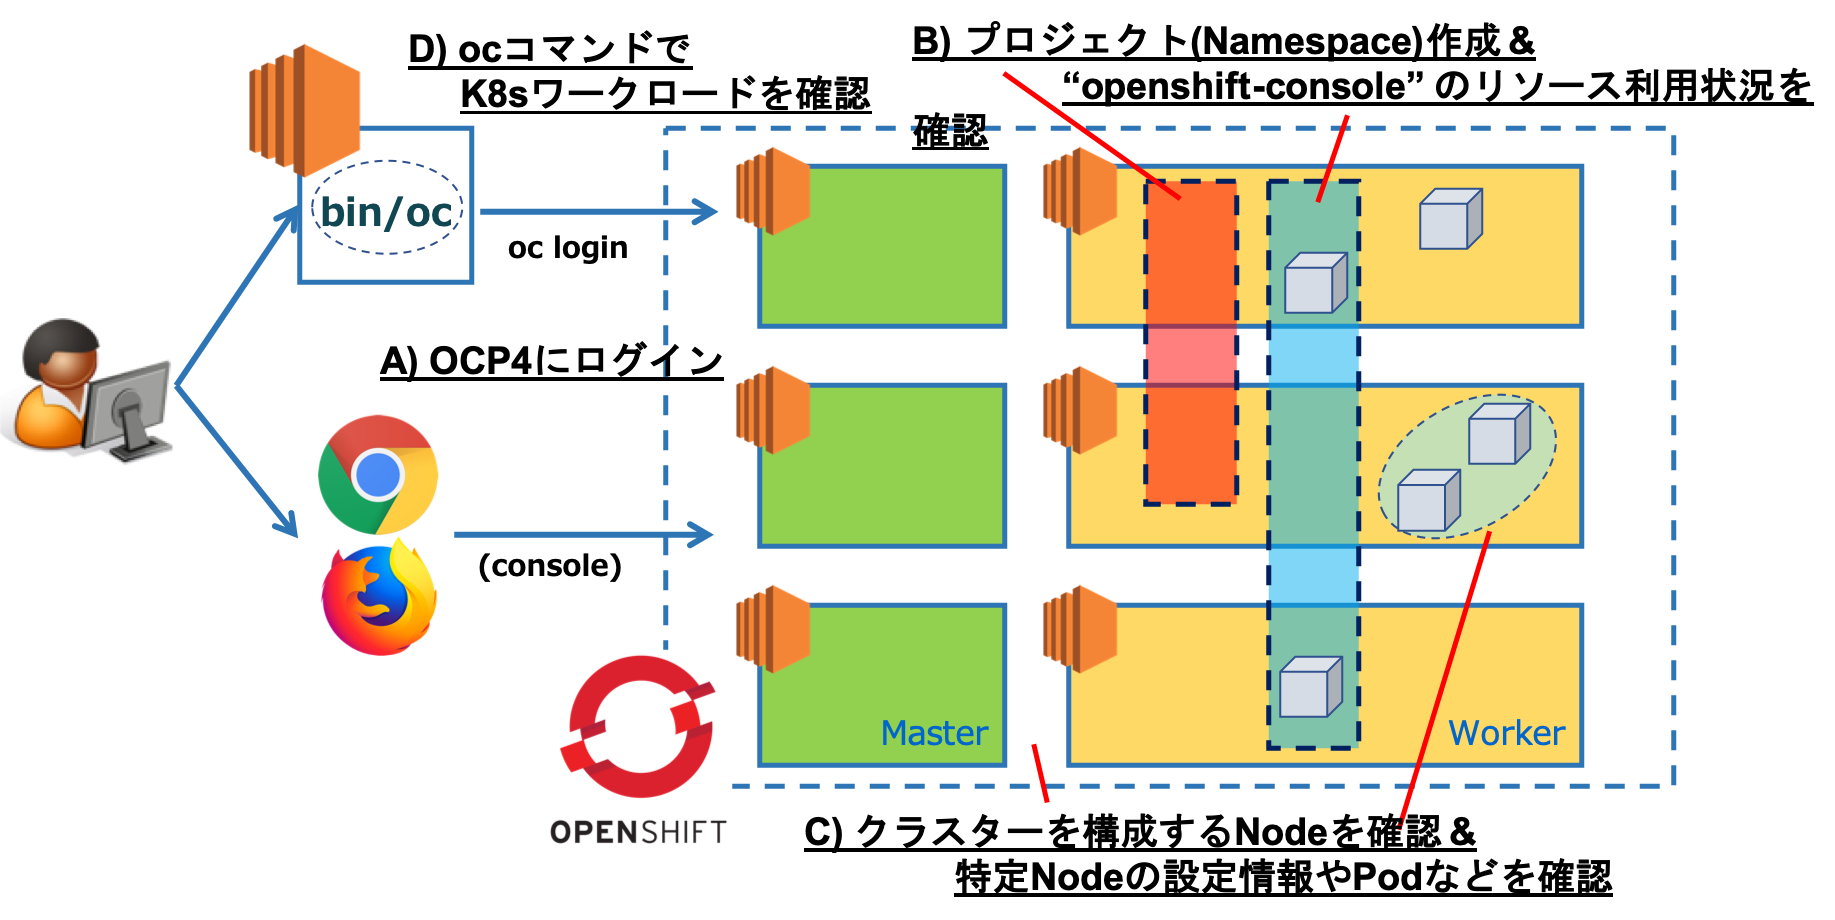 D) ocコマンドで
K8sワークロードを確認
B) プロジェクト(Namespace)作成 &
“openshift-console” のリソース利用状況を
確認
bin/oc
oc login
A) OCP4にログイン
(console)
Master
Worker
OPENSHIFT
C) クラスターを構成するNodeを確認 &
特定Nodeの設定情報やPodなどを確認